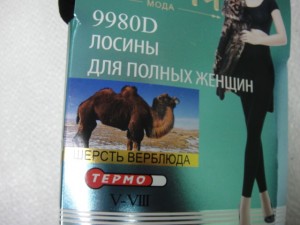 МОДА
9980D
ЛОСИНЫ
ДЛЯ ПОЛНЫХ ЖЕНЩИН
ШЕРСТЬ ВЕРБЛЮДА
ТЕРМО
V-VIII